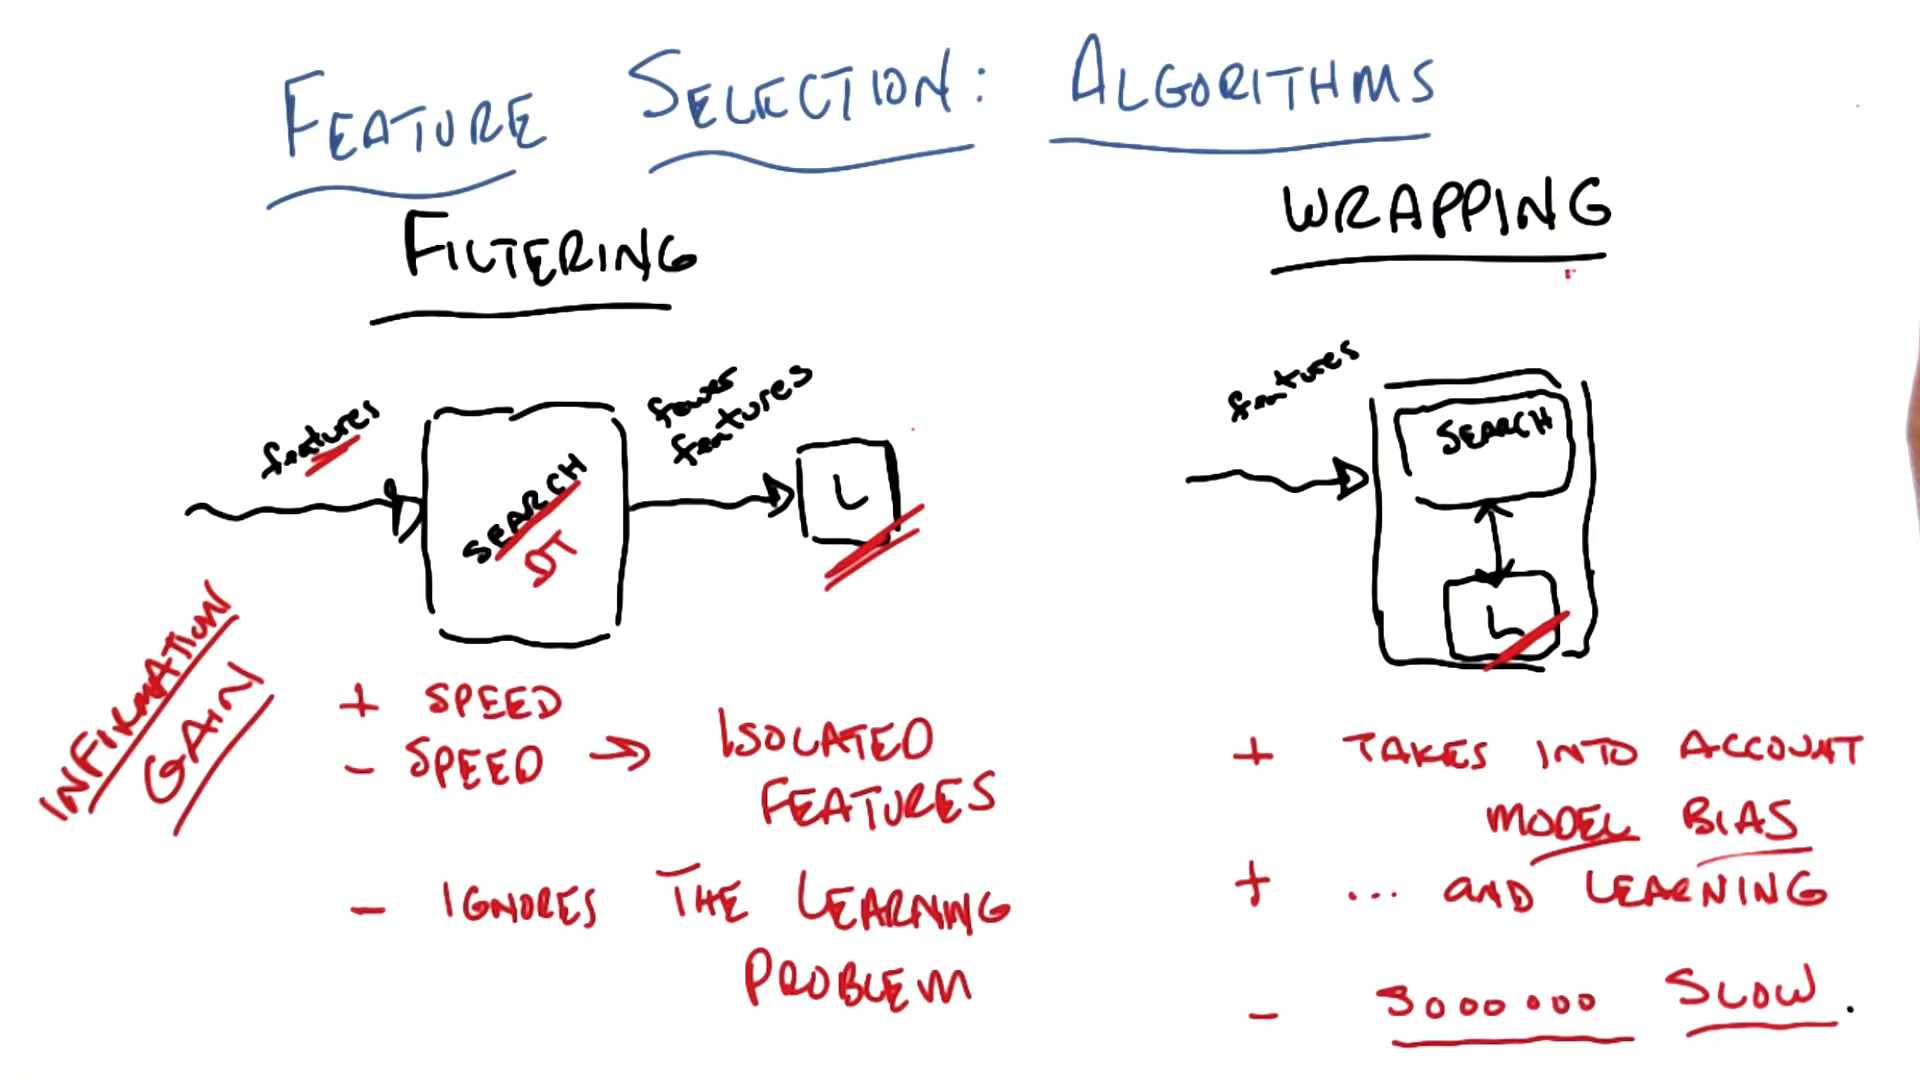 FEATURE SELECTION: ALGORITHMS
FILTERING
features
SEARCH
DT
fewer
features
L
INFORMATION
GAIN
+ SPEED
- SPEED → ISOLATED
FEATURES
- IGNORES THE LEARNING
PROBLEM
WRAPPING
features
SEARCH
L
+ TAKES INTO ACCOUNT
MODEL BIAS
+ ... AND LEARNING
- SOOOOOO SLOW.